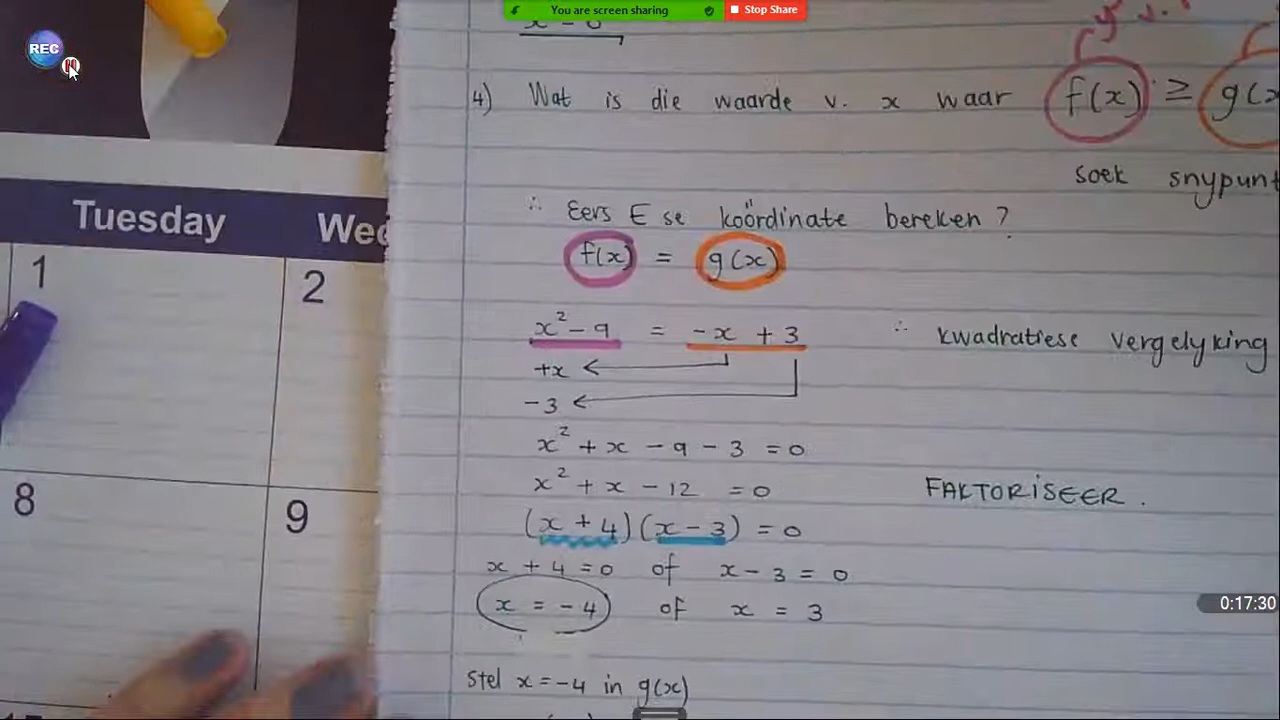 You are screen sharing Stop Share
REC
4) Wat is die waarde v. x waar f(x) ≥ g(x
soek snypunt
∴ Eers E se koördinate bereken ?
f(x) = g(x)
x² - 9 = -x + 3 ∴ kwadratiese vergelyking
+x
-3
x² + x - 9 - 3 = 0
x² + x - 12 = 0 FAKTORISEER.
(x + 4)(x - 3) = 0
x + 4 = 0 of x - 3 = 0
x = -4 of x = 3
stel x = -4 in g(x)
Tuesday Wed
1 2
8 9
0:17:30